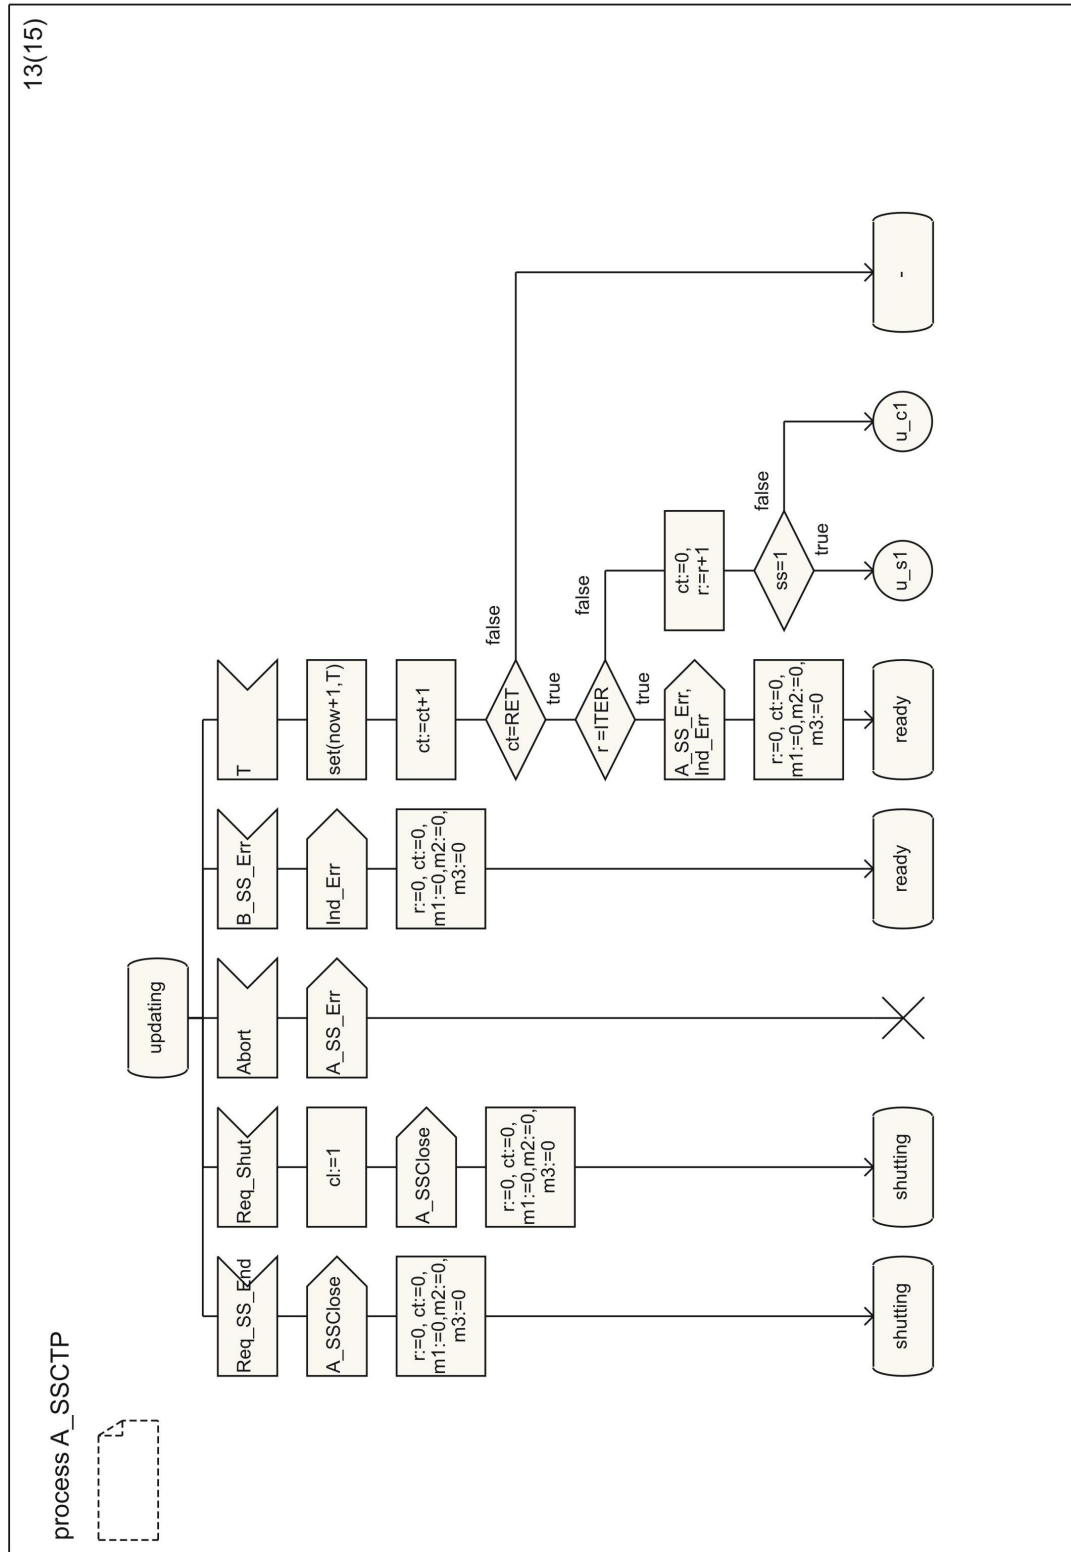 process A_SSCTP
13(15)
updating
Req_SS_End
A_SSClose
r:=0, ct:=0,
m1:=0,m2:=0,
m3:=0
shutting
Req_Shut
cl:=1
A_SSClose
r:=0, ct:=0,
m1:=0,m2:=0,
m3:=0
shutting
Abort
A_SS_Err
B_SS_Err
Ind_Err
r:=0, ct:=0,
m1:=0,m2:=0,
m3:=0
ready
T
set(now+1,T)
ct:=ct+1
ct=RET
false
true
r =ITER
false
true
A_SS_Err,
Ind_Err
r:=0, ct:=0,
m1:=0,m2:=0,
m3:=0
ready
ct:=0,
r:=r+1
ss=1
false
true
u_s1
u_c1
-